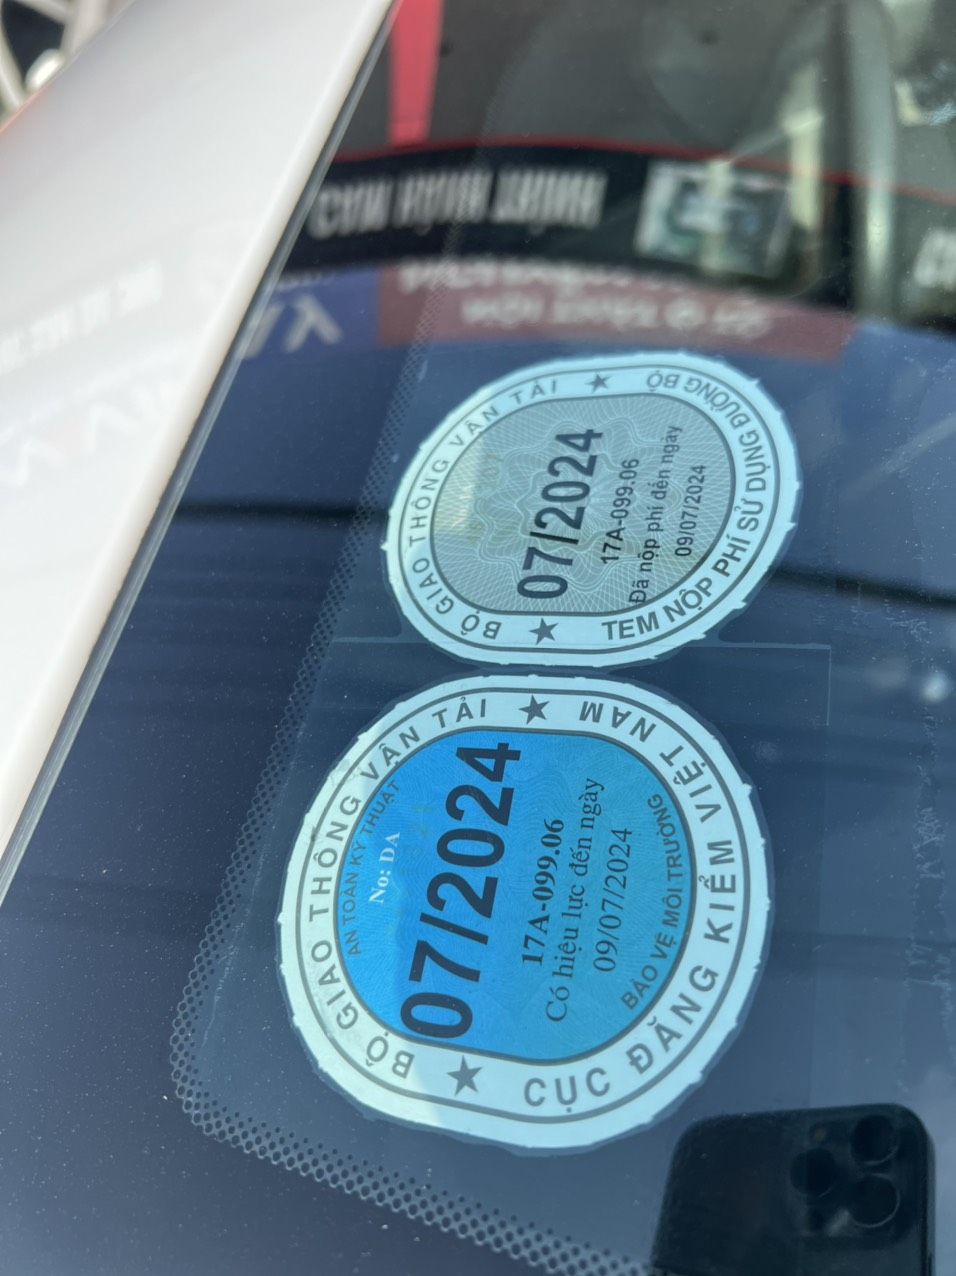 BỘ GIAO THÔNG VẬN TẢI
07/2024
17A-099.06
Đã nộp phí đến ngày
09/07/2024
TEM NỘP PHÍ SỬ DỤNG ĐƯỜNG BỘ
BỘ GIAO THÔNG VẬN TẢI
AN TOÀN KỸ THUẬT
No: DA
07/2024
17A-099.06
Có hiệu lực đến ngày
09/07/2024
BẢO VỆ MÔI TRƯỜNG
CỤC ĐĂNG KIỂM VIỆT NAM